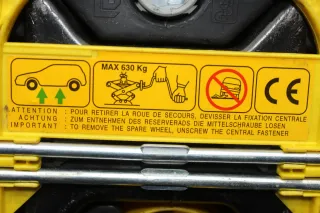 MAX 630 Kg
CE
ATTENTION : POUR RETIRER LA ROUE DE SECOURS, DEVISSER LA FIXATION CENTRALE
ACHTUNG : ZUM ENTNEHMEN DES RESERVERADS DIE MITTELSCHRAUBE LOSEN
IMPORTANT : TO REMOVE THE SPARE WHEEL, UNSCREW THE CENTRAL FASTENER